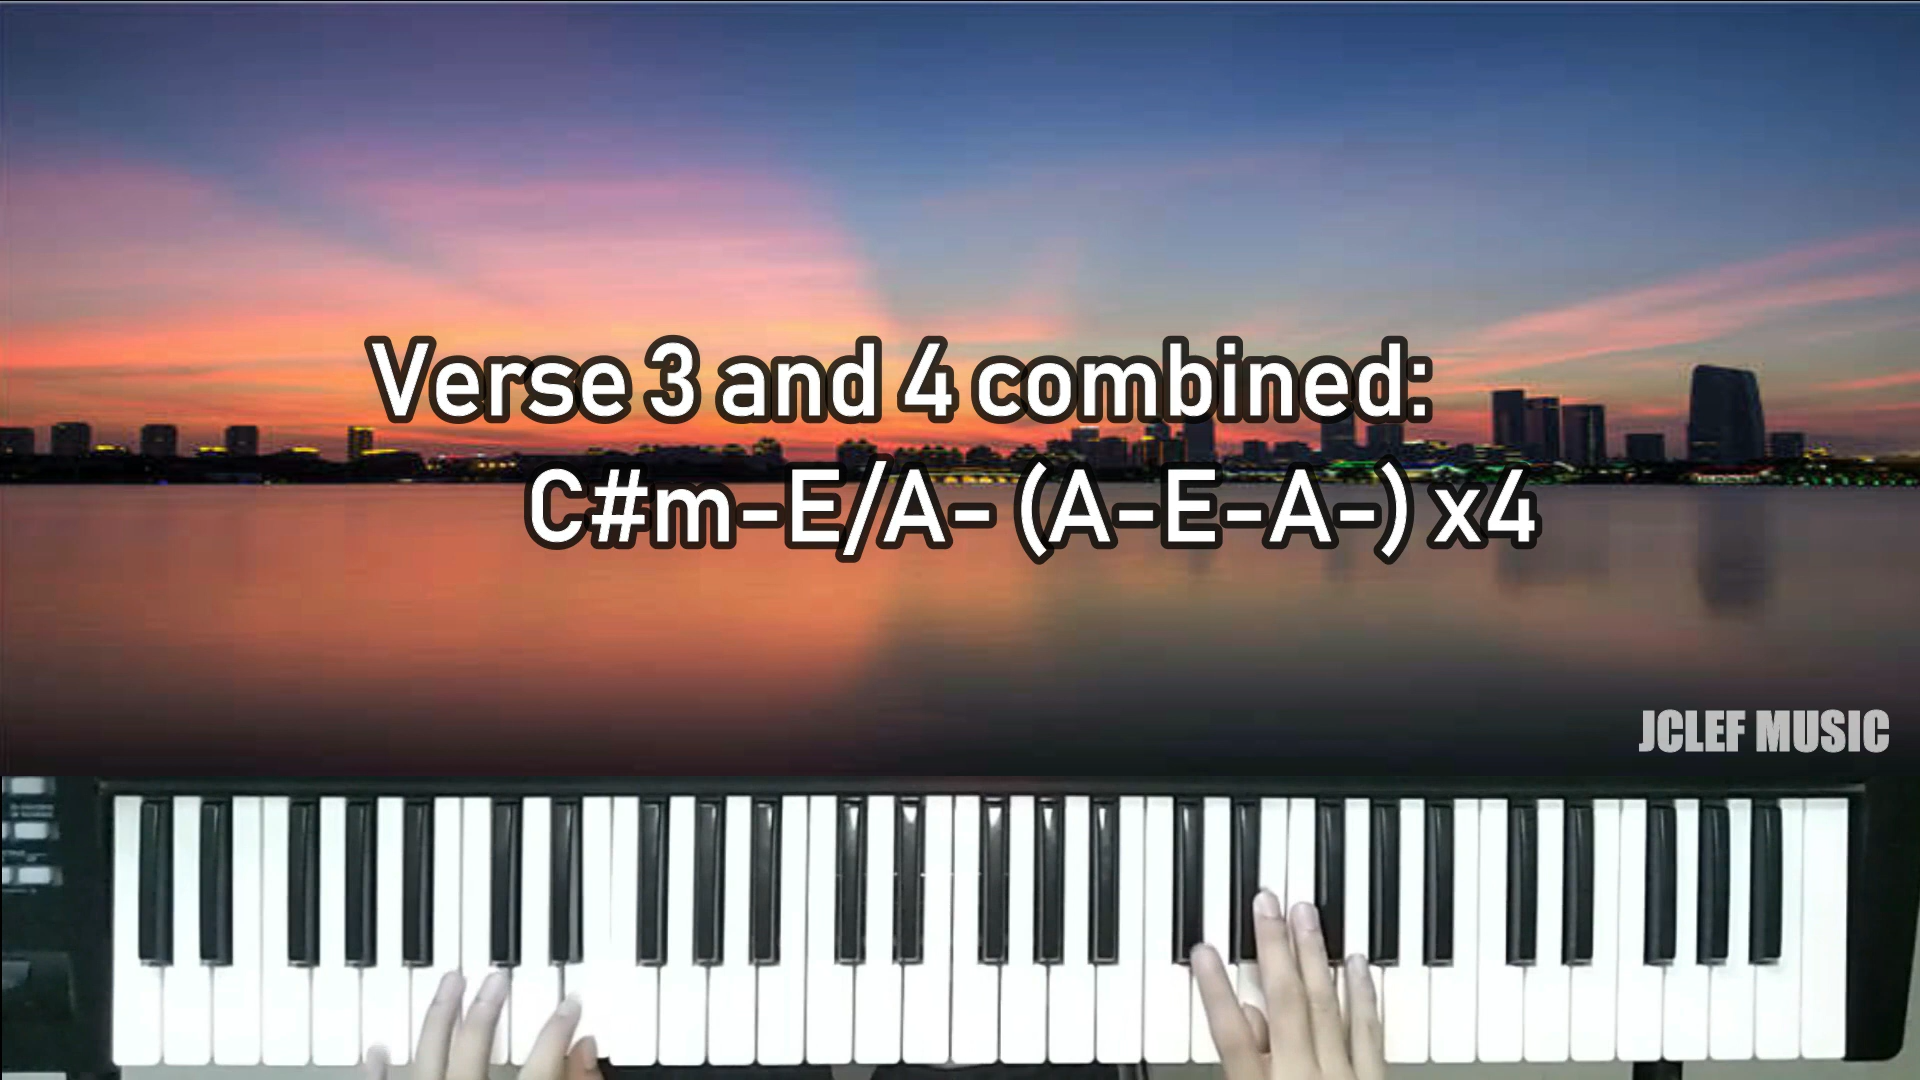 Verse 3 and 4 combined:
C#m-E/A- (A-E-A-) x4
JCLEF MUSIC